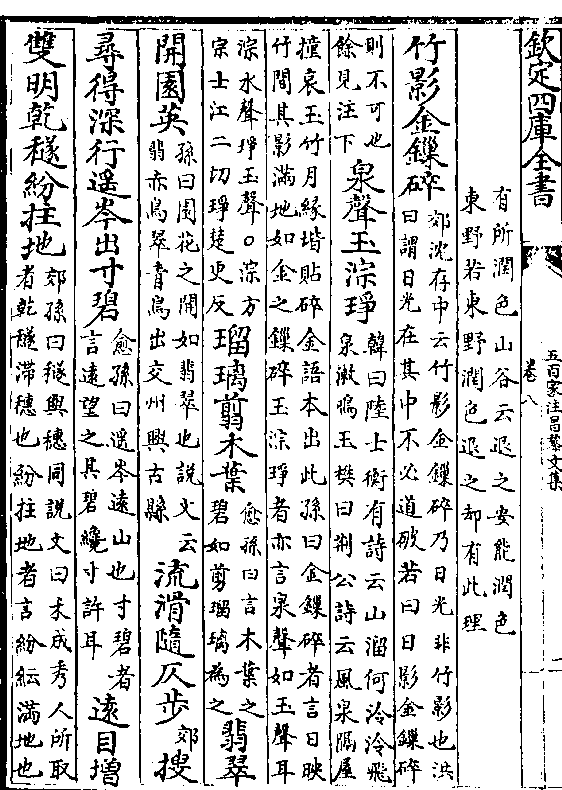 欽定四庫全書
五百家注昌黎文集
卷八
有所潤色山谷云退之安能潤色
東野若東野潤色退之却有此理
竹影金鏁碎郊沈存中云竹影金鏁碎乃日光非竹影也洪曰謂日光在其中不必道破若曰日影金鏁碎
則不可也餘見注下泉聲玉淙琤韓曰陸士衡有詩云山溜何泠泠飛泉漱鳴玉樊曰荆公詩云風泉隔屋
撞哀玉竹月緣堦貼碎金語本出此孫曰金鏁碎者言日映竹間其影滿地如金之鏁碎玉淙琤者亦言泉聲如玉聲耳
淙水聲琤玉聲○淙方宗士江二切琤楚更反瑠璃翦木葉愈孫曰言木葉之碧如剪瑠璃為之翡翠
開園英孫曰園花之開如翡翠也說文云翡赤鳥翠青鳥出交州興古縣流滑隨仄步郊搜
尋得深行遥岑出寸碧愈孫曰遥岑遠山也寸碧者言遠望之其碧纔寸許耳遠目增
雙明乾穟紛拄地郊孫曰穟與穗同說文曰禾成秀人所取者乾穟滯穗也紛拄地者言紛紜滿地也